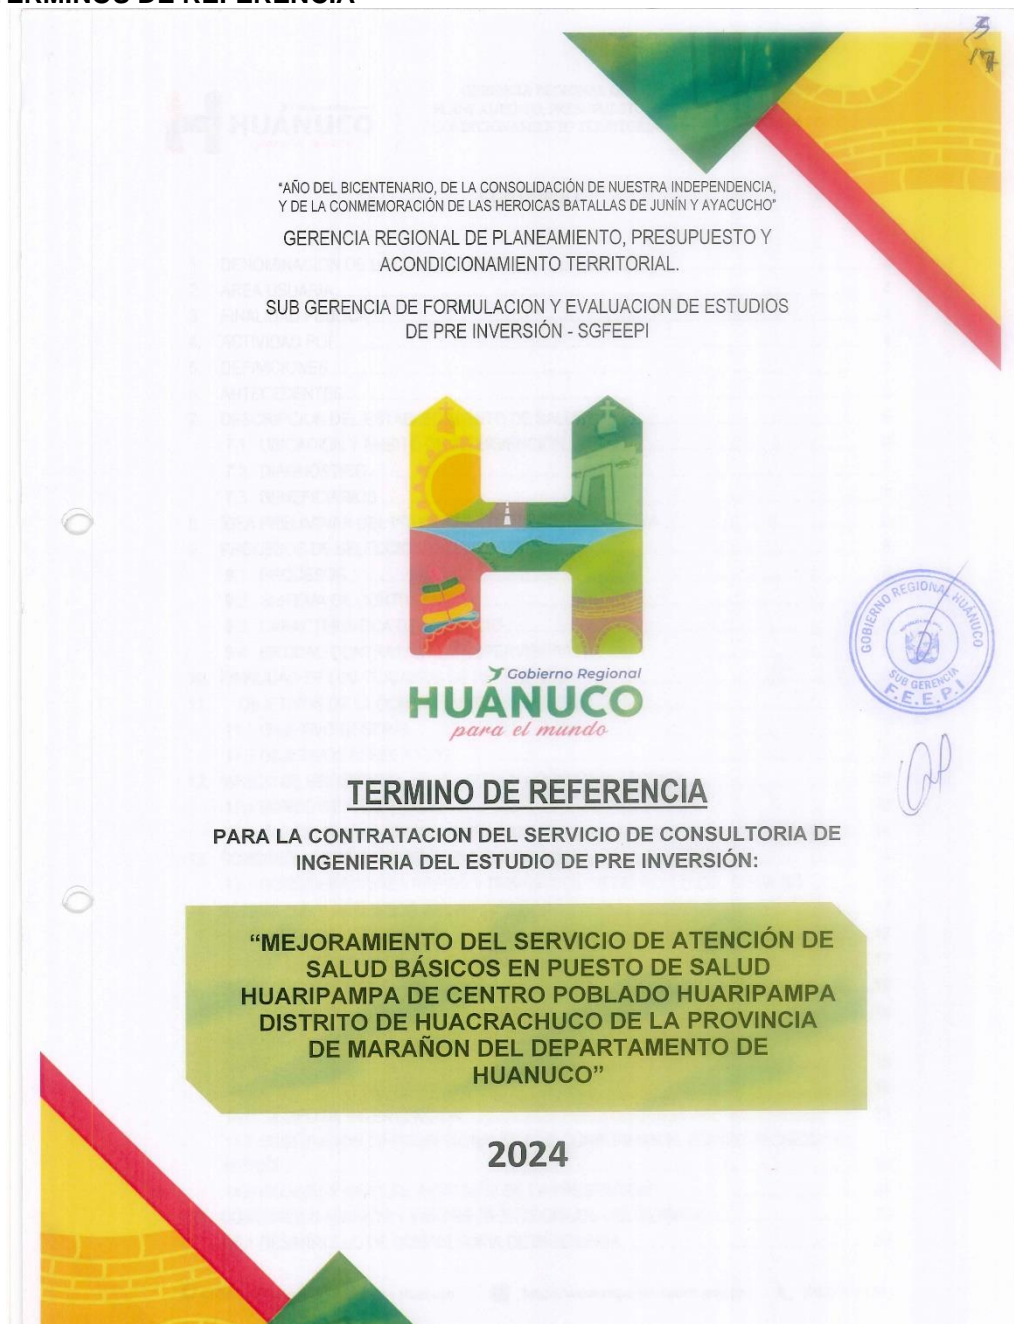 TERMINOS DE REFERENCIA
"AÑO DEL BICENTENARIO, DE LA CONSOLIDACIÓN DE NUESTRA INDEPENDENCIA,
Y DE LA CONMEMORACIÓN DE LAS HEROICAS BATALLAS DE JUNÍN Y AYACUCHO"
GERENCIA REGIONAL DE PLANEAMIENTO, PRESUPUESTO Y
ACONDICIONAMIENTO TERRITORIAL.
SUB GERENCIA DE FORMULACION Y EVALUACION DE ESTUDIOS
DE PRE INVERSIÓN - SGFEEPI
Gobierno Regional
HUÁNUCO
para el mundo
GOBIERNO REGIONAL HUÁNUCO
SUB GERENCIA
F.E.E.P.I
TERMINO DE REFERENCIA
PARA LA CONTRATACION DEL SERVICIO DE CONSULTORIA DE
INGENIERIA DEL ESTUDIO DE PRE INVERSIÓN:
“MEJORAMIENTO DEL SERVICIO DE ATENCIÓN DE
SALUD BÁSICOS EN PUESTO DE SALUD
HUARIPAMPA DE CENTRO POBLADO HUARIPAMPA
DISTRITO DE HUACRACHUCO DE LA PROVINCIA
DE MARAÑON DEL DEPARTAMENTO DE
HUANUCO”
2024